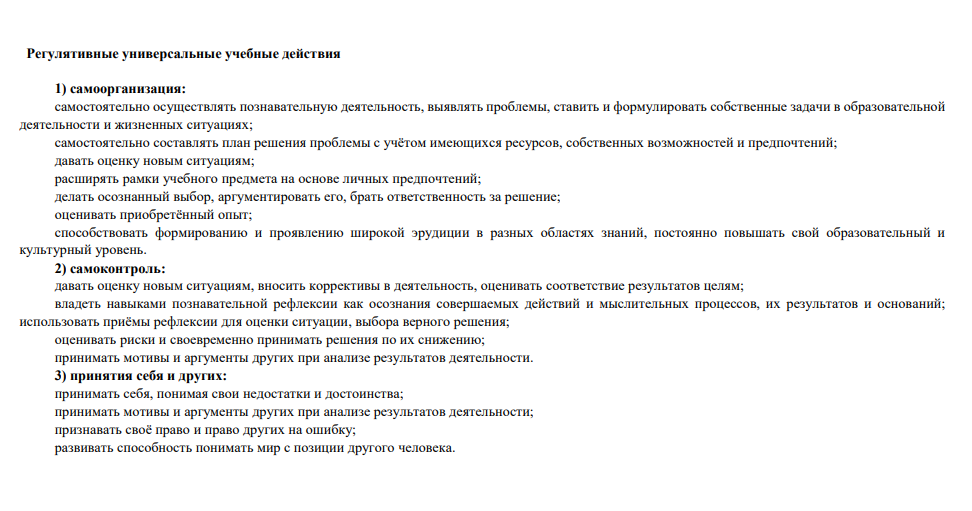 Регулятивные универсальные учебные действия
1) самоорганизация:
самостоятельно осуществлять познавательную деятельность, выявлять проблемы, ставить и формулировать собственные задачи в образовательной
деятельности и жизненных ситуациях;
самостоятельно составлять план решения проблемы с учётом имеющихся ресурсов, собственных возможностей и предпочтений;
давать оценку новым ситуациям;
расширять рамки учебного предмета на основе личных предпочтений;
делать осознанный выбор, аргументировать его, брать ответственность за решение;
оценивать приобретённый опыт;
способствовать формированию и проявлению широкой эрудиции в разных областях знаний, постоянно повышать свой образовательный и
культурный уровень.
2) самоконтроль:
давать оценку новым ситуациям, вносить коррективы в деятельность, оценивать соответствие результатов целям;
владеть навыками познавательной рефлексии как осознания совершаемых действий и мыслительных процессов, их результатов и оснований;
использовать приёмы рефлексии для оценки ситуации, выбора верного решения;
оценивать риски и своевременно принимать решения по их снижению;
принимать мотивы и аргументы других при анализе результатов деятельности.
3) принятия себя и других:
принимать себя, понимая свои недостатки и достоинства;
принимать мотивы и аргументы других при анализе результатов деятельности;
признавать своё право и право других на ошибку;
развивать способность понимать мир с позиции другого человека.